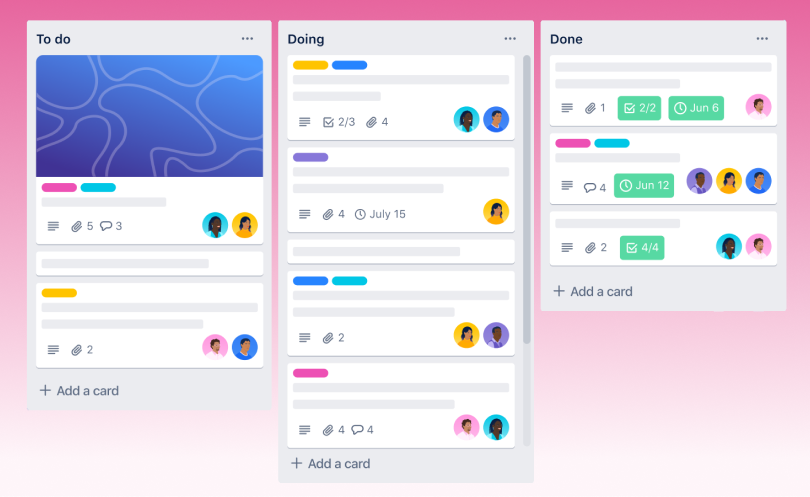 To do
5 3
2
+ Add a card
Doing
2/3 4
4 July 15
2
4 4
+ Add a card
Done
1 2/2 Jun 6
4 Jun 12
2 4/4
+ Add a card